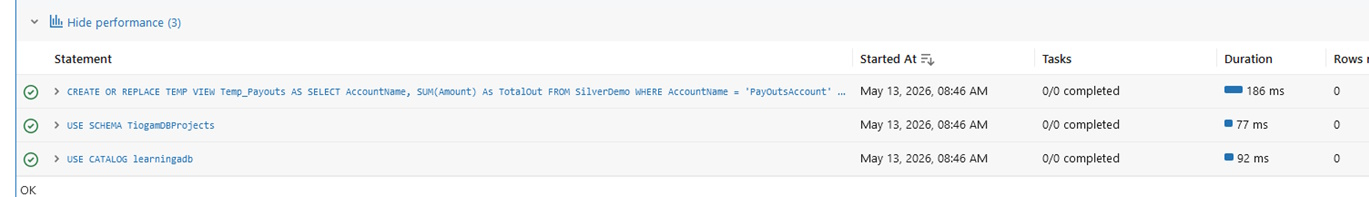 Hide performance (3)
Statement Started At Tasks Duration Rows
CREATE OR REPLACE TEMP VIEW Temp_Payouts AS SELECT AccountName, SUM(Amount) As TotalOut FROM SilverDemo WHERE AccountName = 'PayOutsAccount' ... May 13, 2026, 08:46 AM 0/0 completed 186 ms 0
USE SCHEMA TiogamDBProjects May 13, 2026, 08:46 AM 0/0 completed 77 ms 0
USE CATALOG learningadb May 13, 2026, 08:46 AM 0/0 completed 92 ms 0
OK